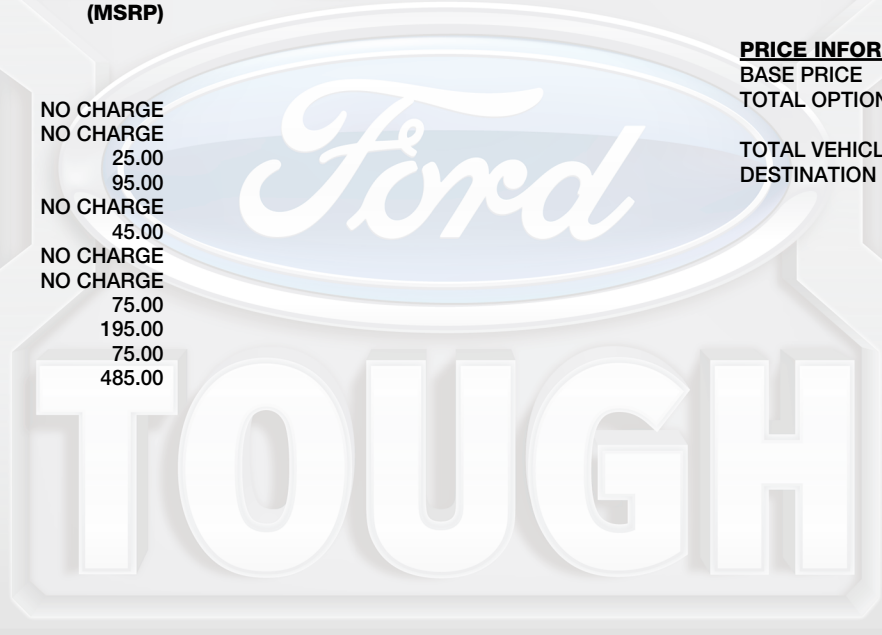 (MSRP)
NO CHARGE
NO CHARGE
25.00
95.00
NO CHARGE
45.00
NO CHARGE
NO CHARGE
75.00
195.00
75.00
485.00
PRICE INFOR
BASE PRICE
TOTAL OPTION
TOTAL VEHICL
DESTINATION
Ford
TOUGH